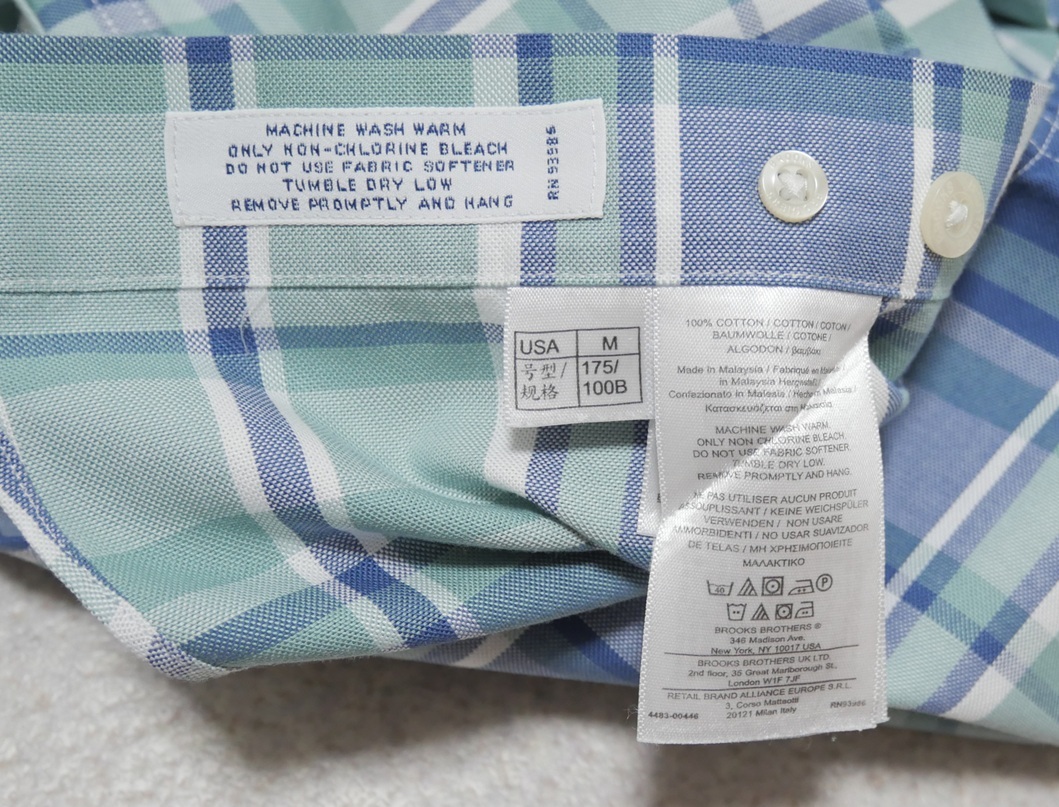 MACHINE WASH WARM
ONLY NON-CHLORINE BLEACH
DO NOT USE FABRIC SOFTENER
TUMBLE DRY LOW
REMOVE PROMPTLY AND HANG
RN93986
USA M
号型/ 175/
规格 100B
100% COTTON / COTTON / COTON /
BAUMWOLLE / COTONE /
ALGODON / βαμβάκι
Made in Malaysia / Fabriqué en
in Malaysia Hergestellt
Confezionato in Malesia / Hecho en Malasia /
Κατασκευάζεται στη Μαλαισία
MACHINE WASH WARM.
ONLY NON CHLORINE BLEACH.
DO NOT USE FABRIC SOFTENER.
TUMBLE DRY LOW.
REMOVE PROMPTLY AND HANG.
NE PAS UTILISER AUCUN PRODUIT
ASSOUPLISSANT / KEINE WEICHSPÜLER
VERWENDEN / NON USARE
AMMORBIDENTI / NO USAR SUAVIZADOR
DE TELAS / ΜΗ ΧΡΗΣΙΜΟΠΟΙΕΙΤΕ
ΜΑΛΑΚΤΙΚΟ
40 P
BROOKS BROTHERS ®
346 Madison Ave.
New York, NY 10017 USA
BROOKS BROTHERS UK LTD.
2nd floor, 35 Great Marlborough St.,
London W1F 7JF
RETAIL BRAND ALLIANCE EUROPE S.R.L.
3, Corso Matteotti
20121 Milan Italy
4483-00446
RN93986